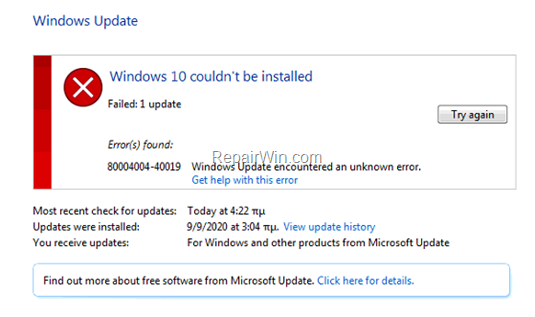 Windows Update
Windows 10 couldn't be installed
Failed: 1 update
Try again
Error(s) found:
80004004-40019 Windows Update encountered an unknown error.
RepairWin.com
Get help with this error
Most recent check for updates: Today at 4:22 πμ
Updates were installed: 9/9/2020 at 3:04 πμ. View update history
You receive updates: For Windows and other products from Microsoft Update
Find out more about free software from Microsoft Update. Click here for details.